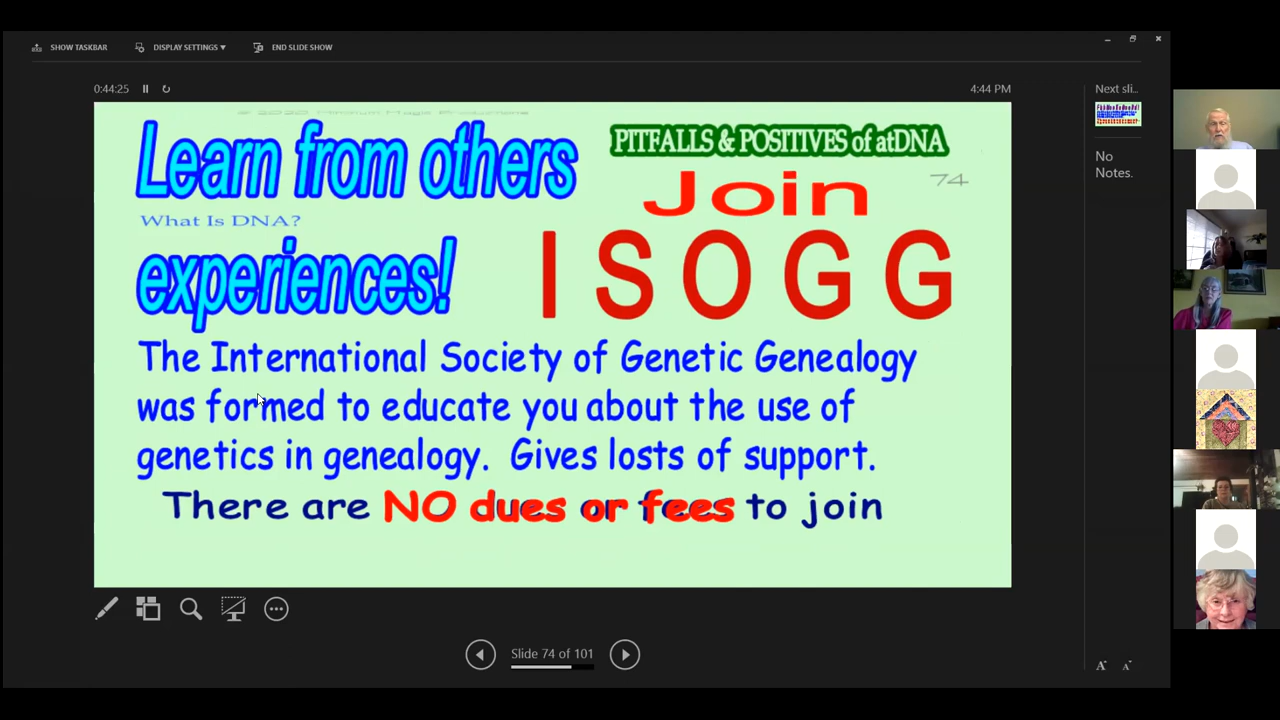 SHOW TASKBAR
DISPLAY SETTINGS
END SLIDE SHOW
0:44:25
4:44 PM
Next sli..
No
Notes.
Learn from others
PITFALLS & POSITIVES of atDNA
74
Join
What Is DNA?
experiences!
I S O G G
The International Society of Genetic Genealogy
was formed to educate you about the use of
genetics in genealogy. Gives losts of support.
There are NO dues or fees to join
Slide 74 of 101